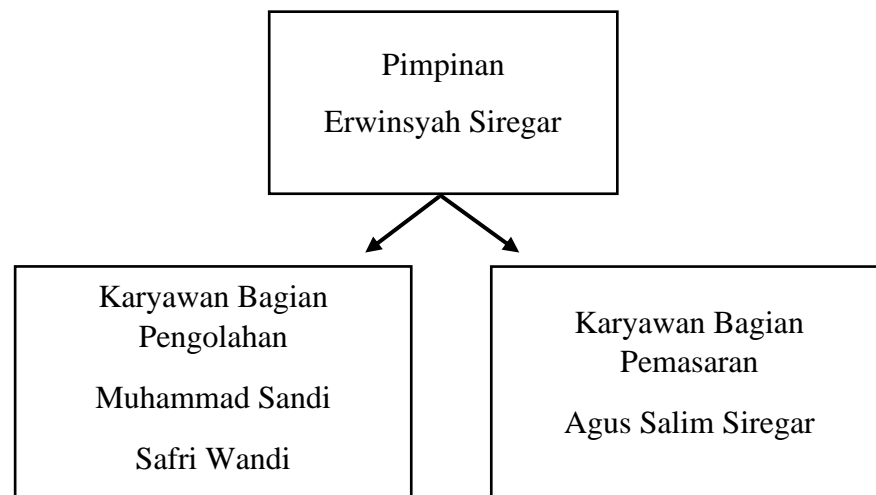 Pimpinan
Erwinsyah Siregar
Karyawan Bagian
Pengolahan
Muhammad Sandi
Safri Wandi
Karyawan Bagian
Pemasaran
Agus Salim Siregar